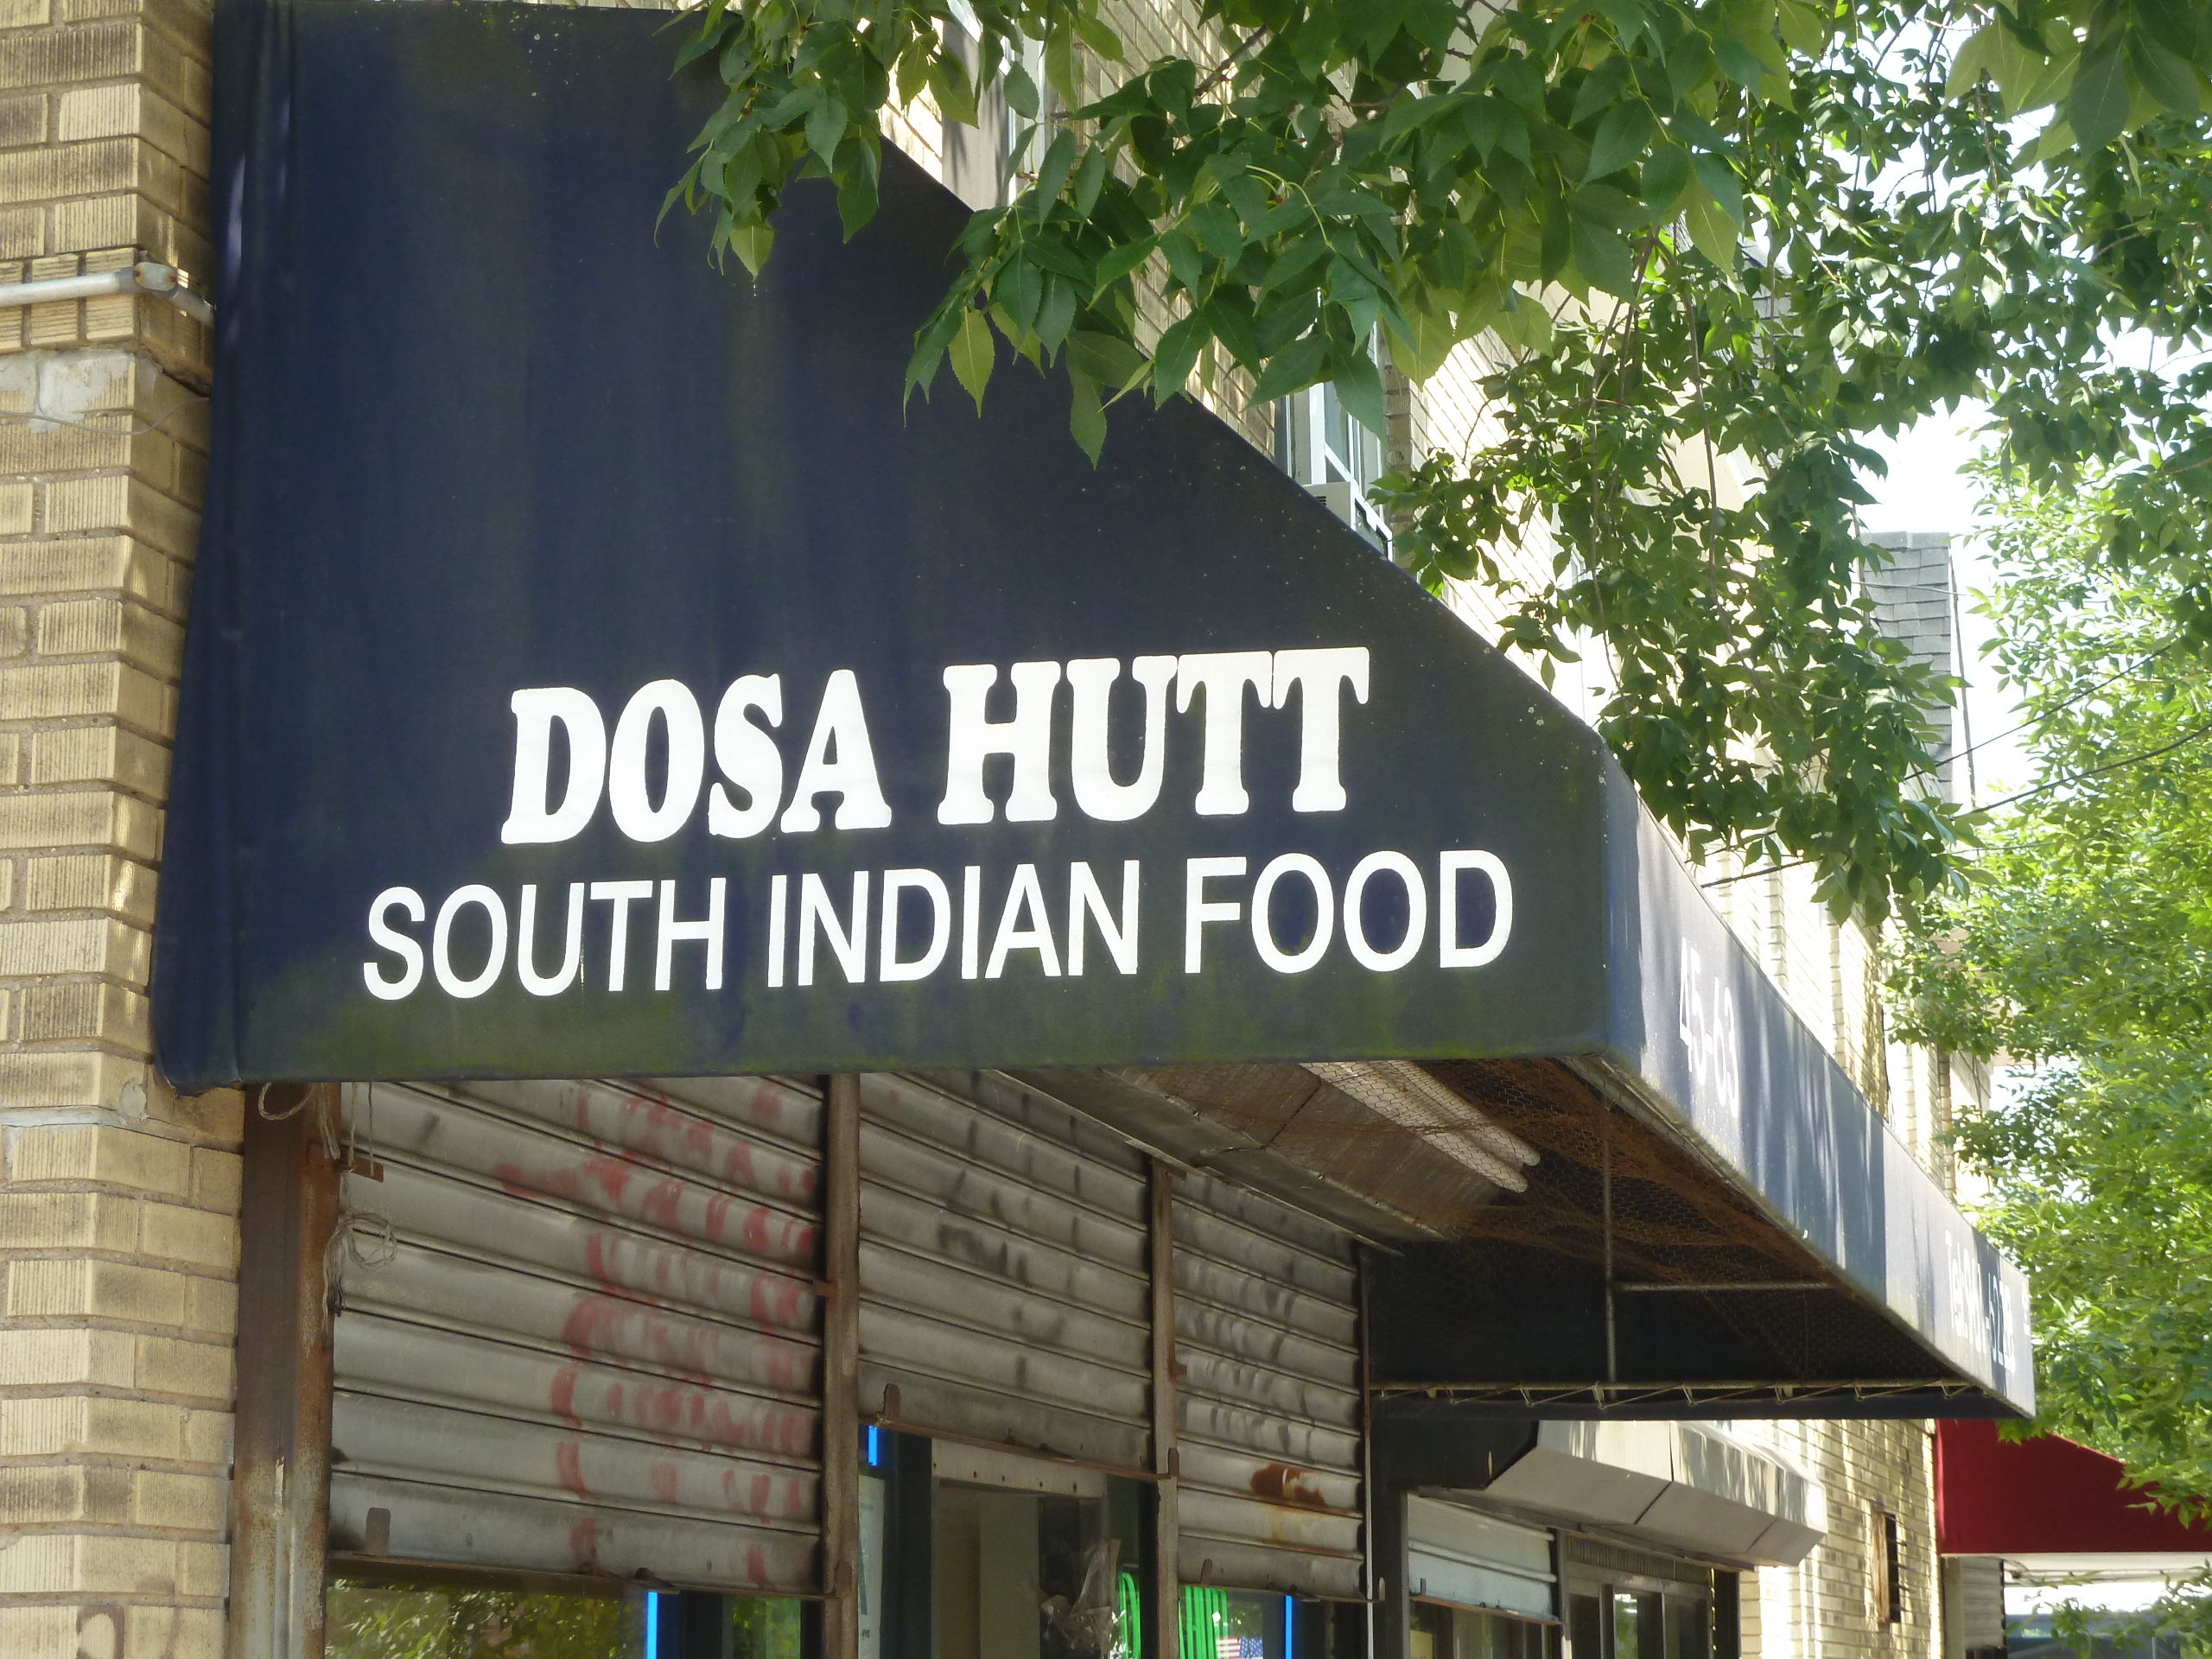 DOSA HUTT
SOUTH INDIAN FOOD
45-63